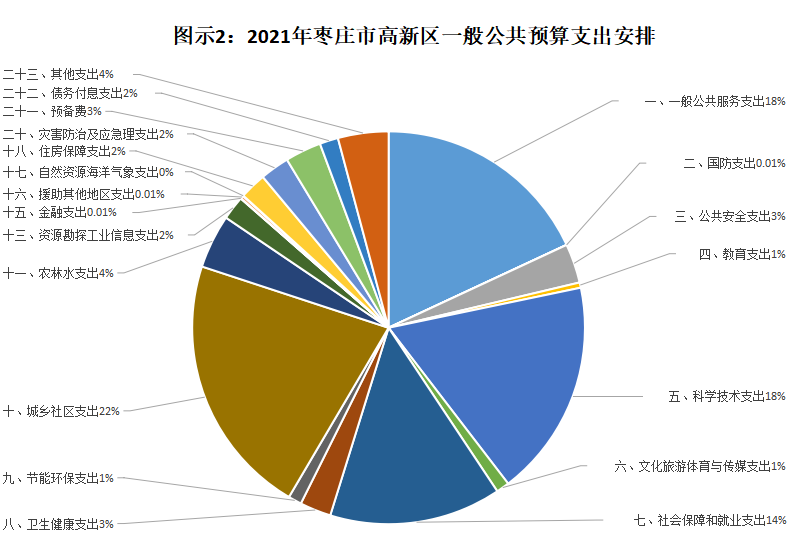 图示2：2021年枣庄市高新区一般公共预算支出安排
一、一般公共服务支出18%
二、国防支出0.01%
三、公共安全支出3%
四、教育支出1%
五、科学技术支出18%
六、文化旅游体育与传媒支出1%
七、社会保障和就业支出14%
八、卫生健康支出3%
九、节能环保支出1%
十、城乡社区支出22%
十一、农林水支出4%
十三、资源勘探工业信息支出2%
十五、金融支出0.01%
十六、援助其他地区支出0.01%
十七、自然资源海洋气象支出0%
十八、住房保障支出2%
二十、灾害防治及应急理支出2%
二十一、预备费3%
二十二、债务付息支出2%
二十三、其他支出4%